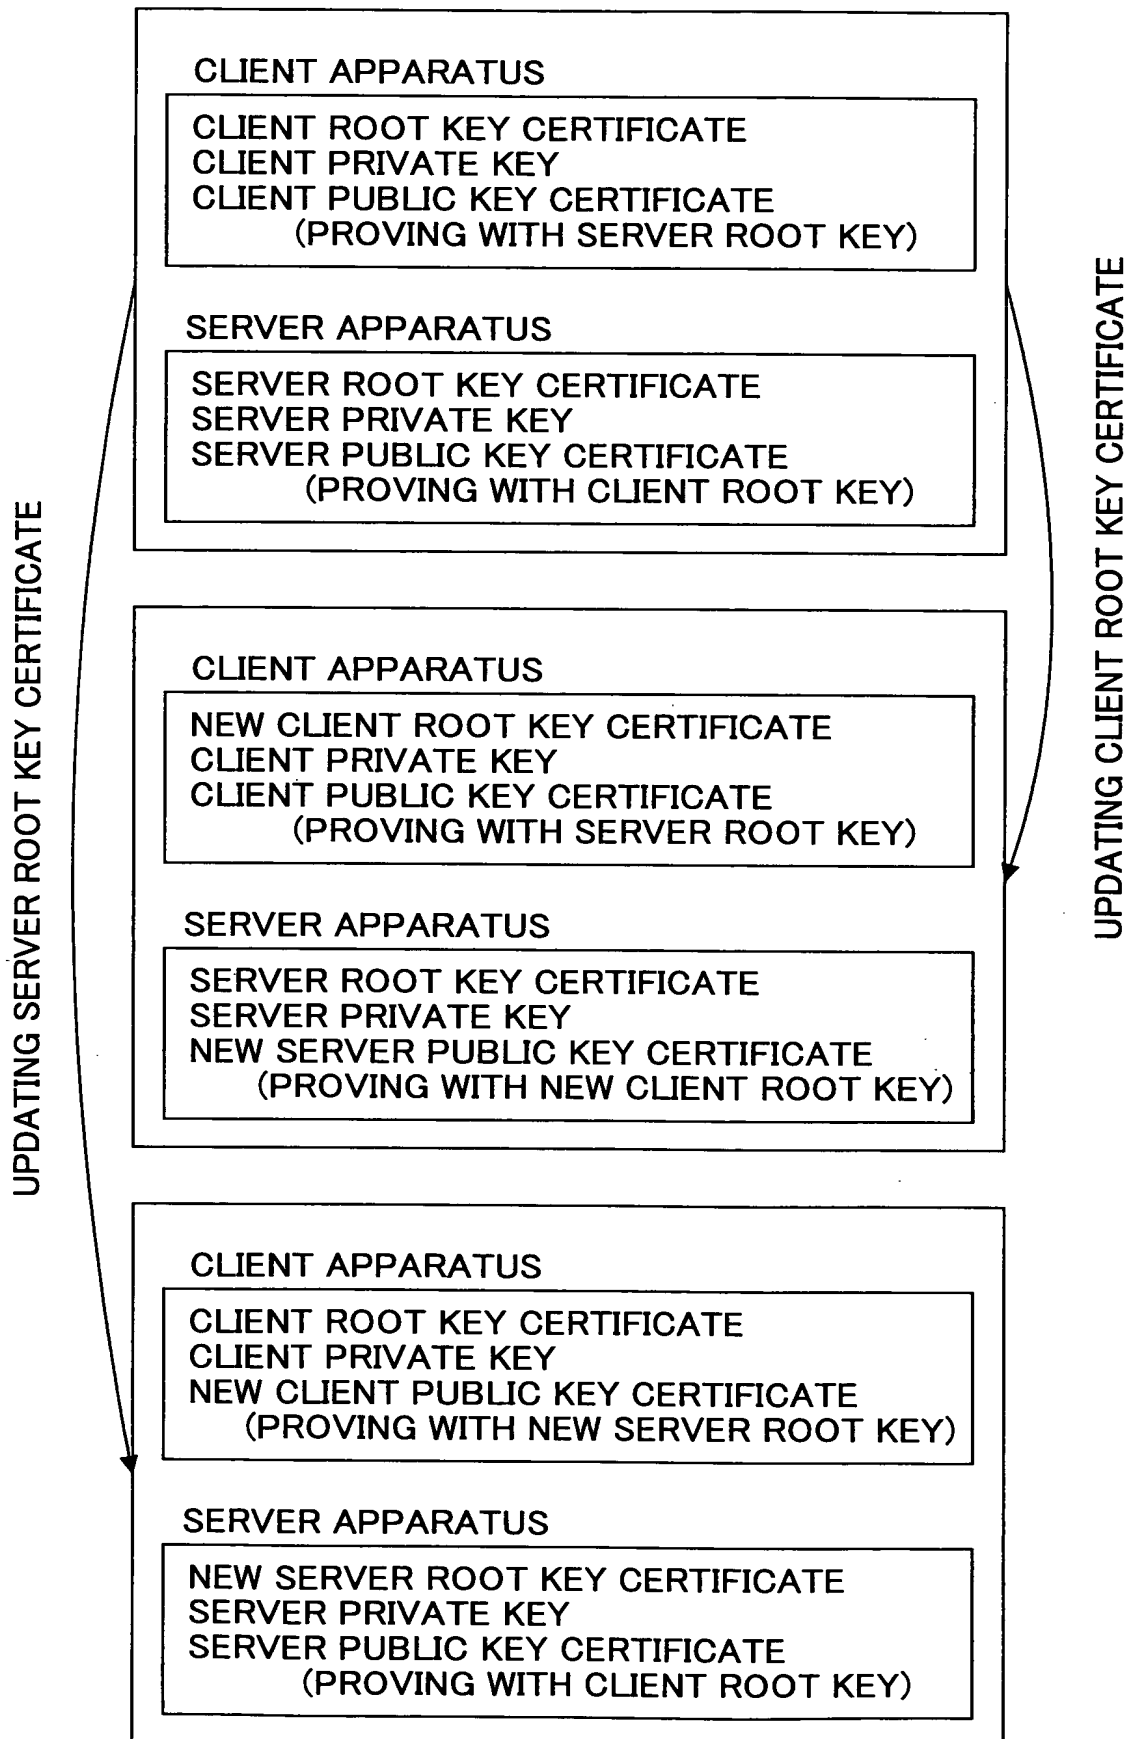 CLIENT APPARATUS
CLIENT ROOT KEY CERTIFICATE
CLIENT PRIVATE KEY
CLIENT PUBLIC KEY CERTIFICATE
(PROVING WITH SERVER ROOT KEY)
SERVER APPARATUS
SERVER ROOT KEY CERTIFICATE
SERVER PRIVATE KEY
SERVER PUBLIC KEY CERTIFICATE
(PROVING WITH CLIENT ROOT KEY)
UPDATING CLIENT ROOT KEY CERTIFICATE
UPDATING SERVER ROOT KEY CERTIFICATE
CLIENT APPARATUS
NEW CLIENT ROOT KEY CERTIFICATE
CLIENT PRIVATE KEY
CLIENT PUBLIC KEY CERTIFICATE
(PROVING WITH SERVER ROOT KEY)
SERVER APPARATUS
SERVER ROOT KEY CERTIFICATE
SERVER PRIVATE KEY
NEW SERVER PUBLIC KEY CERTIFICATE
(PROVING WITH NEW CLIENT ROOT KEY)
CLIENT APPARATUS
CLIENT ROOT KEY CERTIFICATE
CLIENT PRIVATE KEY
NEW CLIENT PUBLIC KEY CERTIFICATE
(PROVING WITH NEW SERVER ROOT KEY)
SERVER APPARATUS
NEW SERVER ROOT KEY CERTIFICATE
SERVER PRIVATE KEY
SERVER PUBLIC KEY CERTIFICATE
(PROVING WITH CLIENT ROOT KEY)